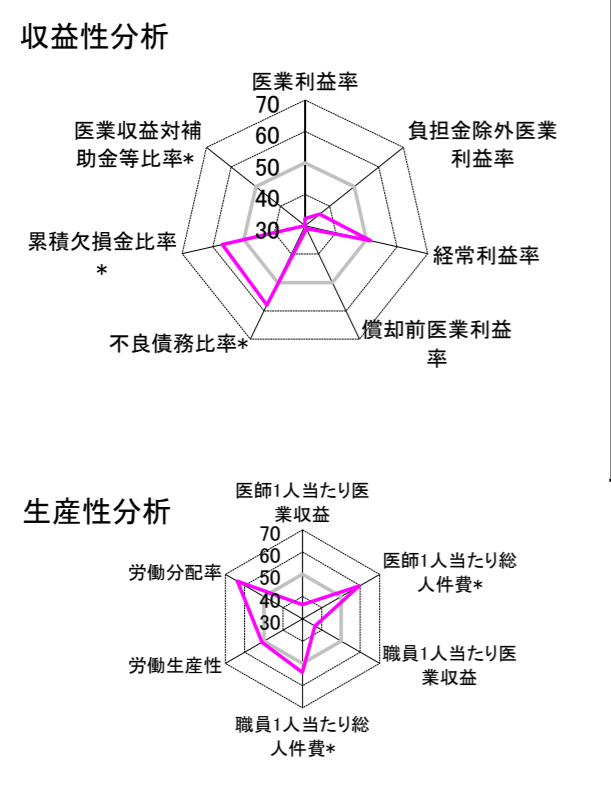 収益性分析
医業利益率
70
60
50
40
30
負担金除外医業
利益率
経常利益率
償却前医業利益
率
不良債務比率*
累積欠損金比率
*
医業収益対補
助金等比率*
生産性分析
医師1人当たり医
業収益
70
60
50
40
30
医師1人当たり総
人件費*
職員1人当たり医
業収益
職員1人当たり総
人件費*
労働生産性
労働分配率